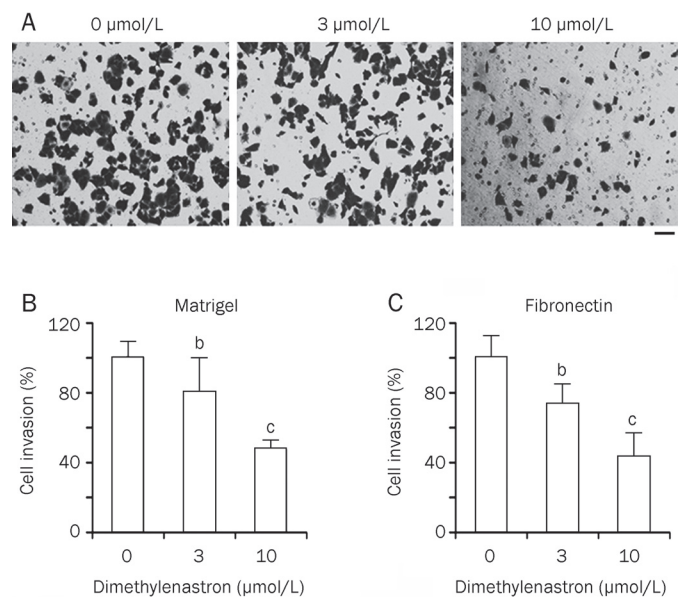 A
0 μmol/L
3 μmol/L
10 μmol/L
B
Matrigel
Cell invasion (%)
120
80
40
0
b
c
0
3
10
Dimethylenastron (μmol/L)
C
Fibronectin
Cell invasion (%)
120
80
40
0
b
c
0
3
10
Dimethylenastron (μmol/L)